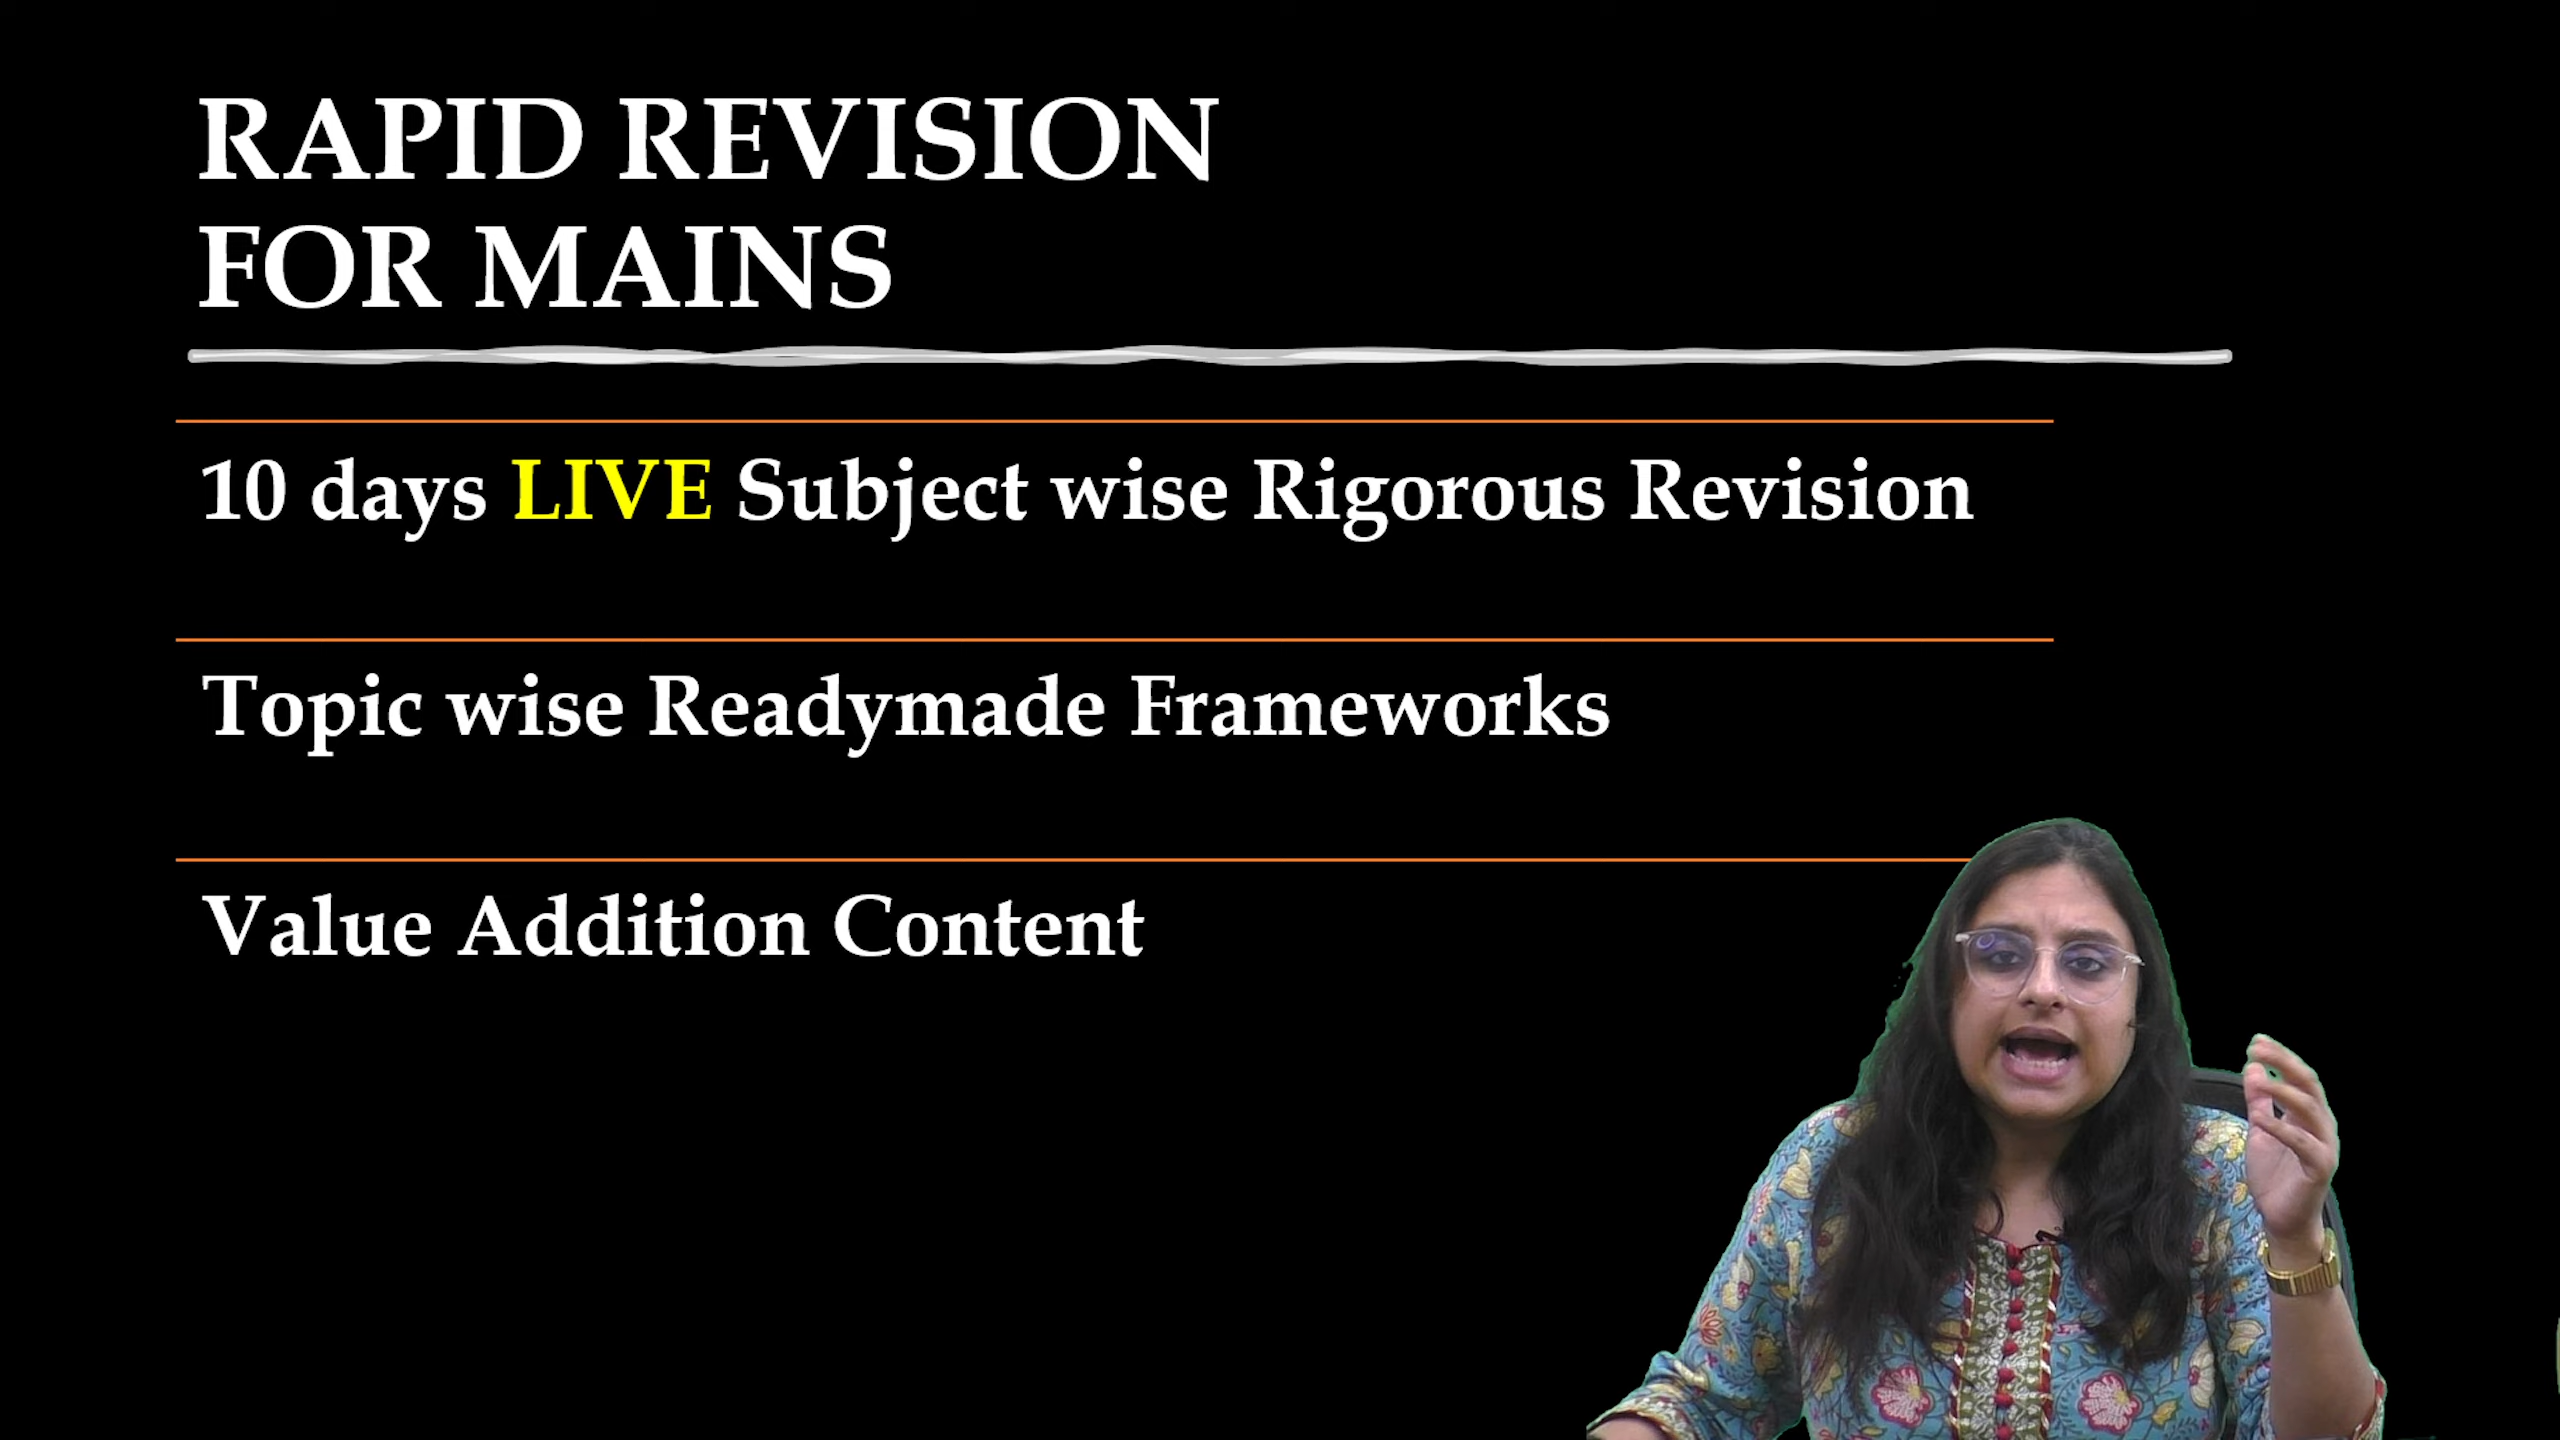 RAPID REVISION
FOR MAINS
10 days LIVE Subject wise Rigorous Revision
Topic wise Readymade Frameworks
Value Addition Content